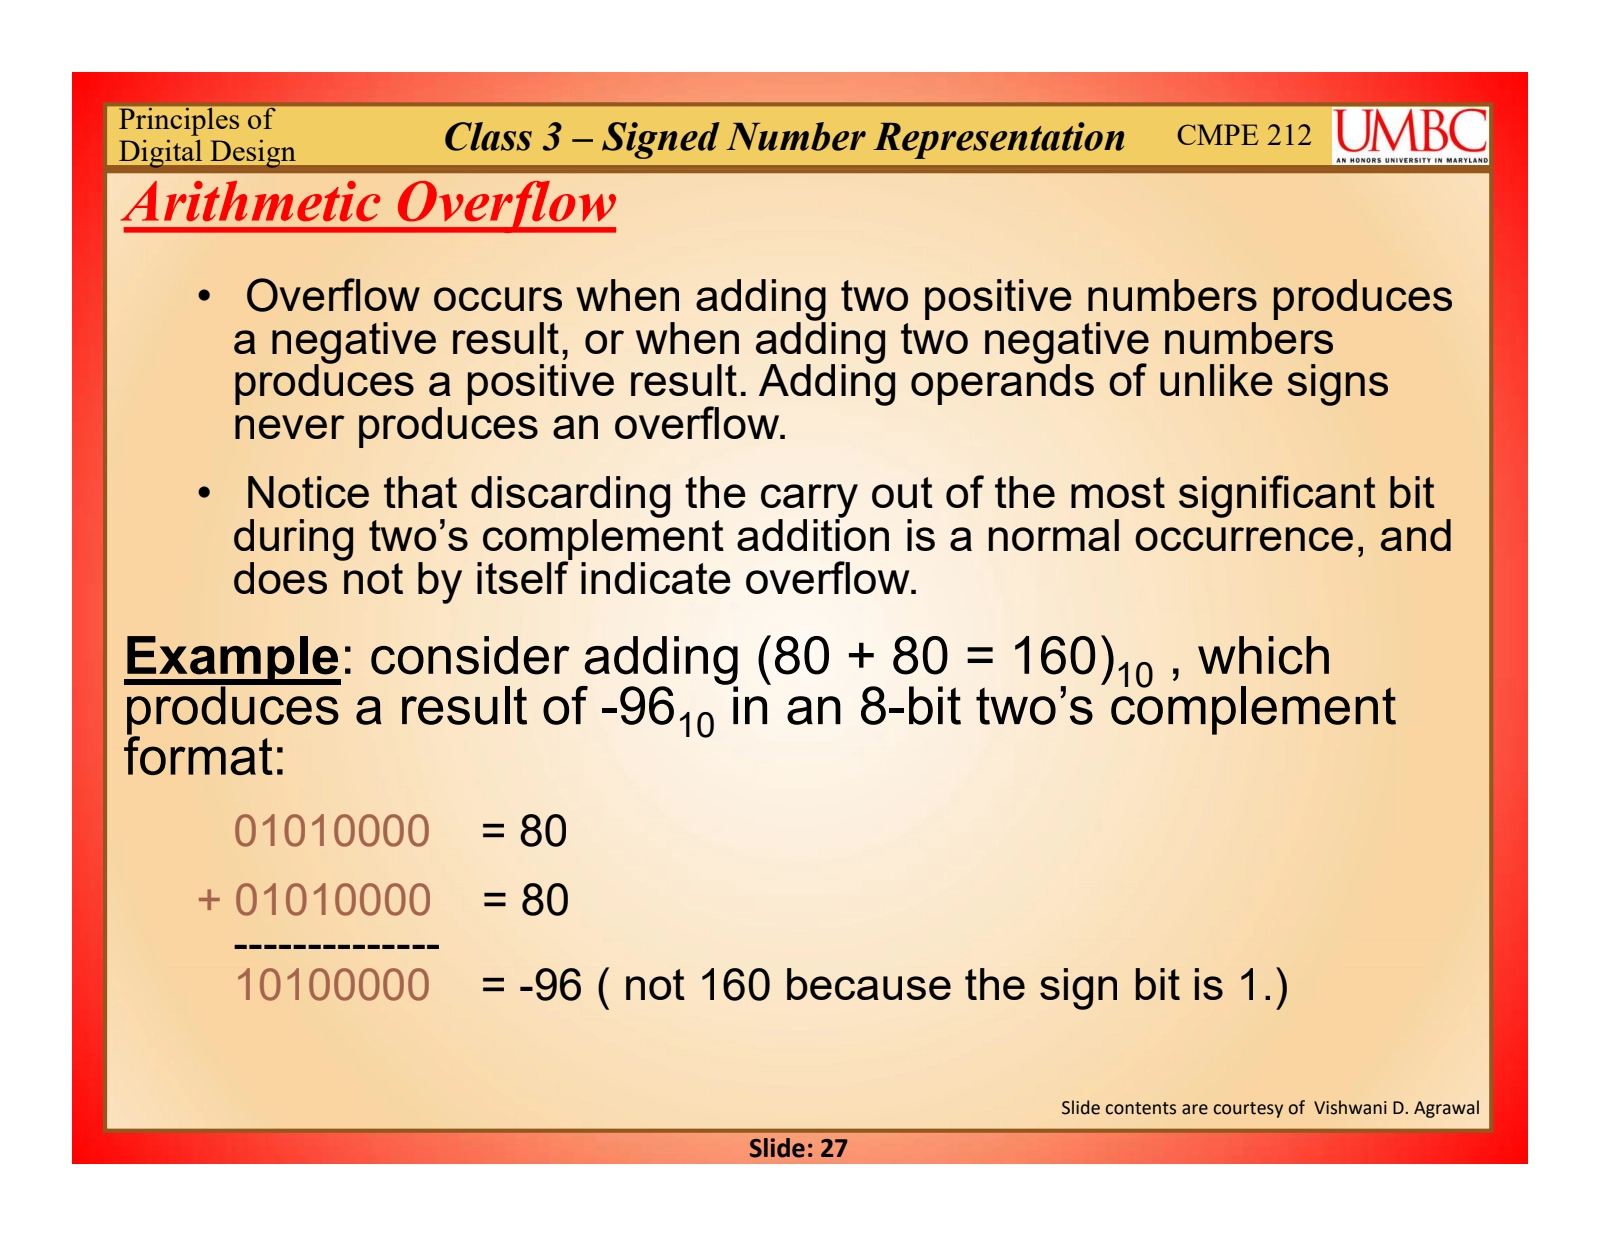 Principles of
Digital Design
Class 3 – Signed Number Representation
CMPE 212
UMBC
AN HONORS UNIVERSITY IN MARYLAND
Arithmetic Overflow
• Overflow occurs when adding two positive numbers produces
a negative result, or when adding two negative numbers
produces a positive result. Adding operands of unlike signs
never produces an overflow.
• Notice that discarding the carry out of the most significant bit
during two’s complement addition is a normal occurrence, and
does not by itself indicate overflow.
Example: consider adding (80 + 80 = 160)₁₀ , which
produces a result of -96₁₀ in an 8-bit two’s complement
format:
01010000 = 80
+ 01010000 = 80
--------------
10100000 = -96 ( not 160 because the sign bit is 1.)
Slide contents are courtesy of Vishwani D. Agrawal
Slide: 27